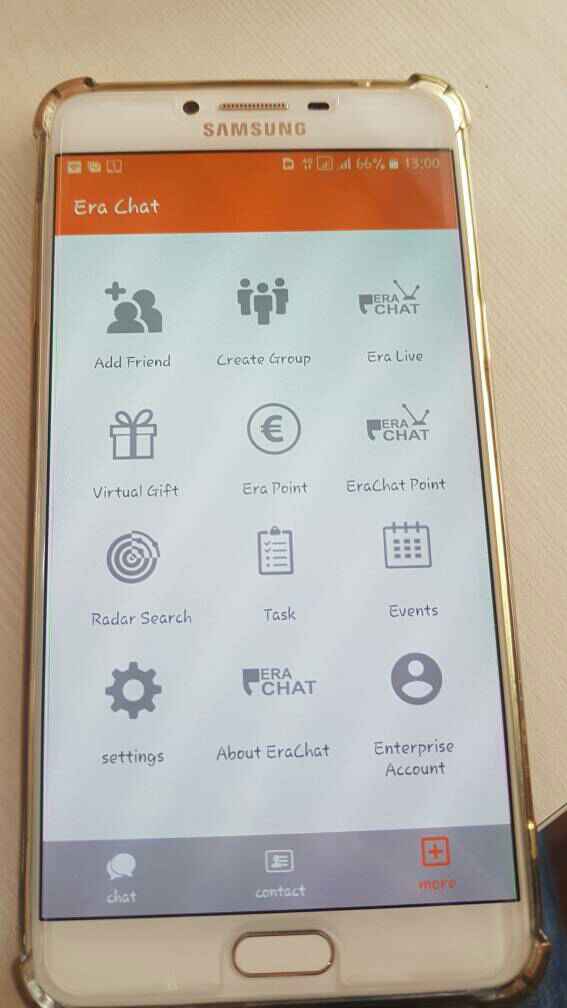 SAMSUNG
66% 13:00
Era Chat
Add Friend
Create Group
ERA
CHAT
Era Live
Virtual Gift
€
Era Point
ERA
CHAT
EraChat Point
Radar Search
Task
Events
settings
ERA
CHAT
About EraChat
Enterprise
Account
chat
contact
more